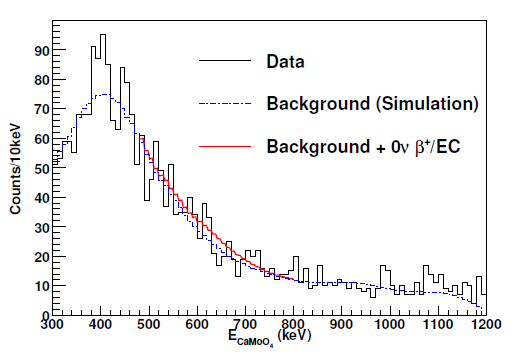 Counts/10keV
90
80
70
60
50
40
30
20
10
0
Data
Background (Simulation)
Background + 0ν β⁺/EC
300 400 500 600 700 800 900 1000 1100 1200
E_CaMoO₄ (keV)